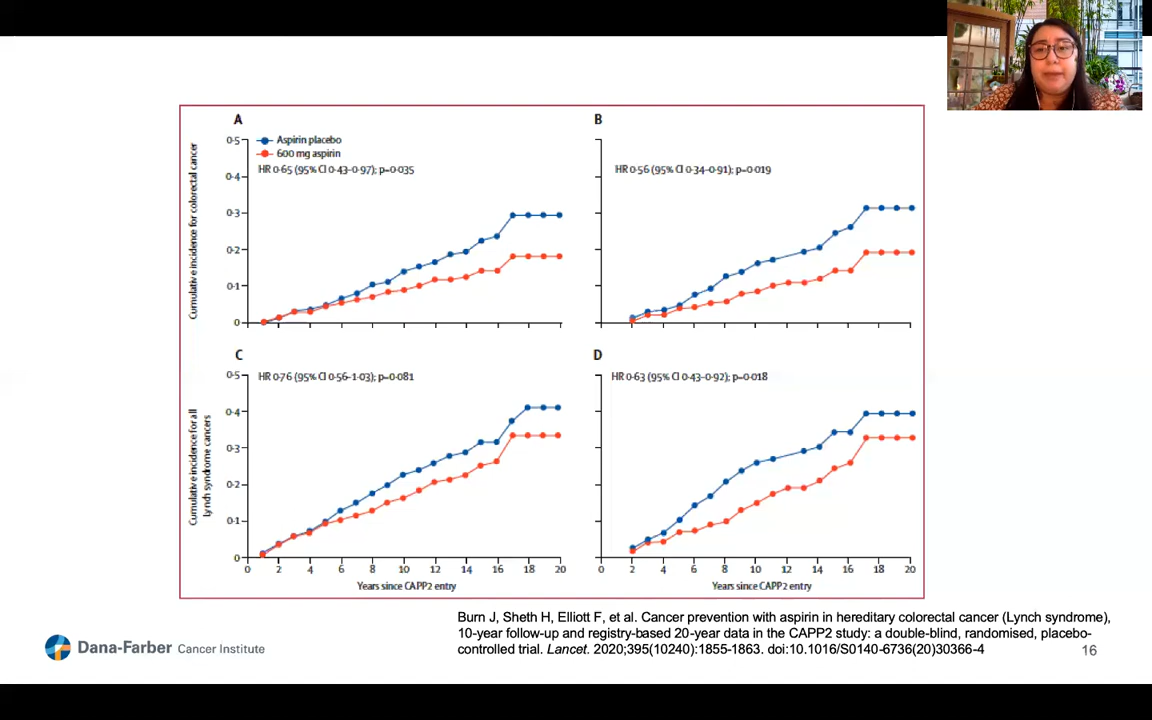 A
B
0·5
0·4
0·3
0·2
0·1
0
Aspirin placebo
600 mg aspirin
HR 0·65 (95% CI 0·43–0·97); p=0·035
HR 0·56 (95% CI 0·34–0·91); p=0·019
Cumulative incidence for colorectal cancer
C
D
0·5
0·4
0·3
0·2
0·1
0
HR 0·76 (95% CI 0·56–1·03); p=0·081
HR 0·63 (95% CI 0·43–0·92); p=0·018
Cumulative incidence for all
Lynch syndrome cancers
0 2 4 6 8 10 12 14 16 18 20
0 2 4 6 8 10 12 14 16 18 20
Years since CAPP2 entry
Years since CAPP2 entry
Burn J, Sheth H, Elliott F, et al. Cancer prevention with aspirin in hereditary colorectal cancer (Lynch syndrome),
10-year follow-up and registry-based 20-year data in the CAPP2 study: a double-blind, randomised, placebo-
controlled trial. Lancet. 2020;395(10240):1855-1863. doi:10.1016/S0140-6736(20)30366-4
Dana-Farber Cancer Institute
16